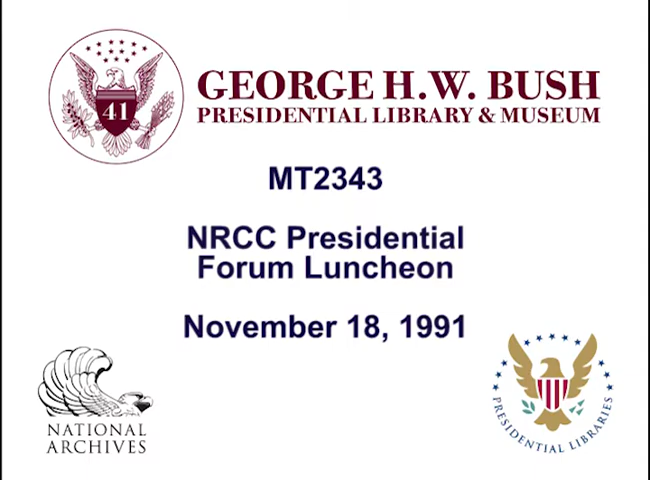 41
GEORGE H.W. BUSH
PRESIDENTIAL LIBRARY & MUSEUM
MT2343
NRCC Presidential
Forum Luncheon
November 18, 1991
NATIONAL
ARCHIVES
PRESIDENTIAL LIBRARIES